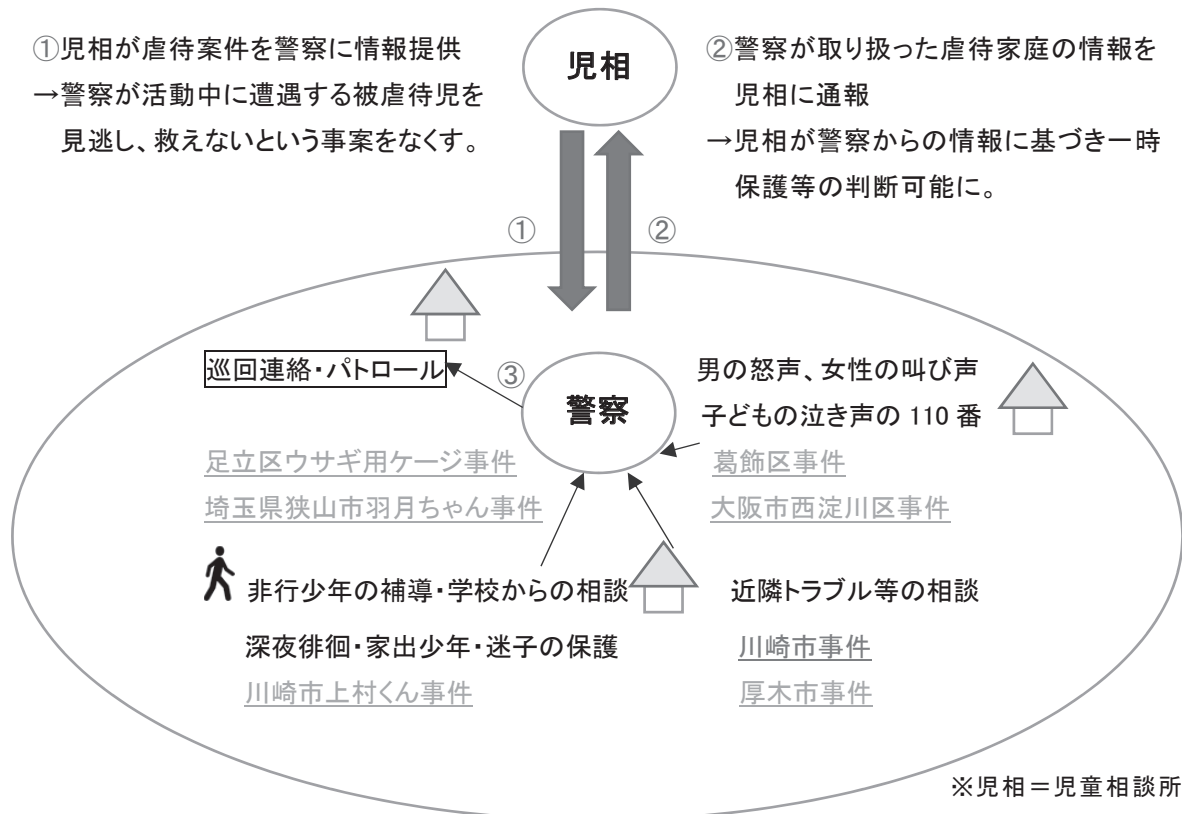 ①児相が虐待案件を警察に情報提供
→警察が活動中に遭遇する被虐待児を
見逃し、救えないという事案をなくす。
児相
②警察が取り扱った虐待家庭の情報を
児相に通報
→児相が警察からの情報に基づき一時
保護等の判断可能に。
①
②
巡回連絡・パトロール
③
警察
男の怒声、女性の叫び声
子どもの泣き声の 110 番
足立区ウサギ用ケージ事件
埼玉県狭山市羽月ちゃん事件
葛飾区事件
大阪市西淀川区事件
非行少年の補導・学校からの相談
深夜徘徊・家出少年・迷子の保護
川崎市上村くん事件
近隣トラブル等の相談
川崎市事件
厚木市事件
※児相＝児童相談所